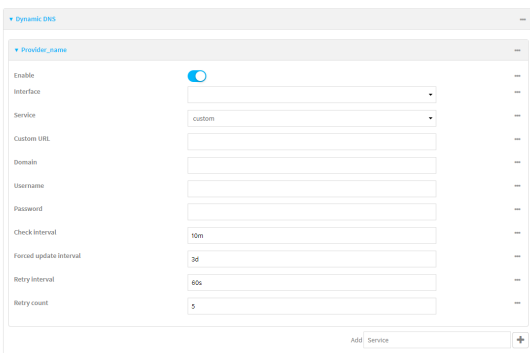 Dynamic DNS
Provider_name
Enable
Interface
Service custom
Custom URL
Domain
Username
Password
Check interval 10m
Forced update interval 3d
Retry interval 60s
Retry count 5
Add Service